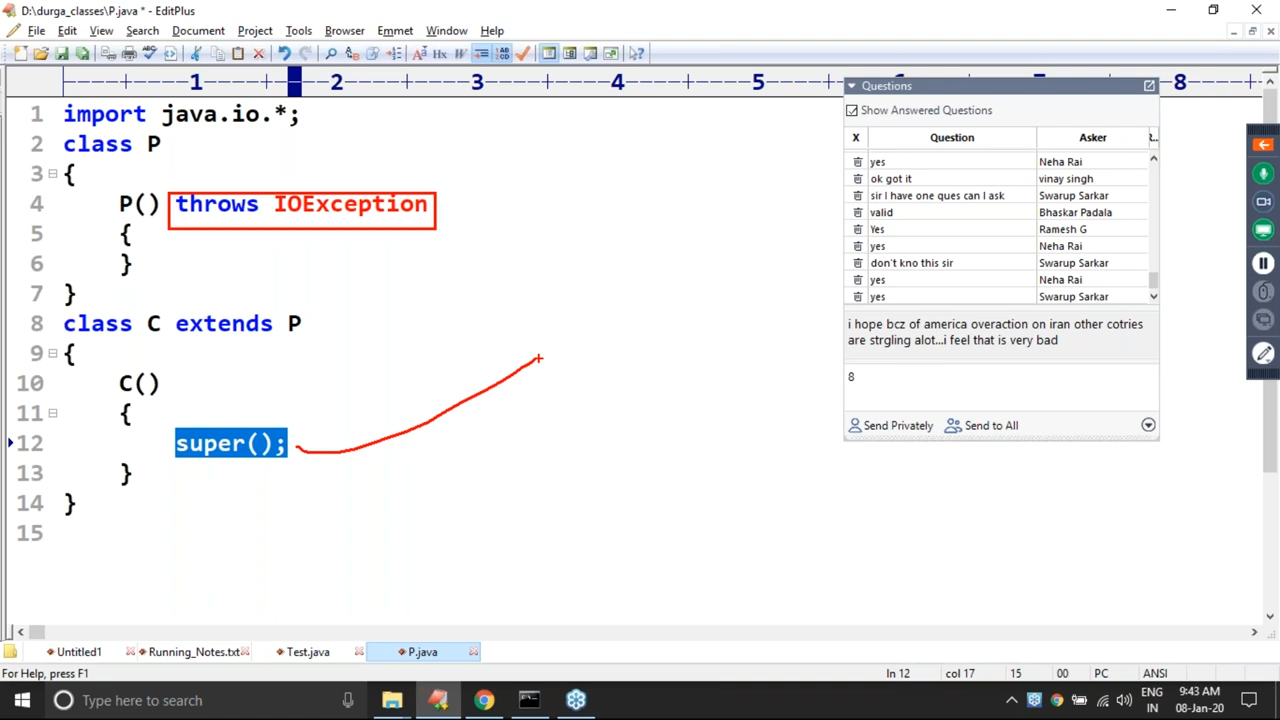 D:\durga_classes\P.java * - EditPlus
File Edit View Search Document Project Tools Browser Emmet Window Help
----+----1----+----2----+----3----+----4----+----5----+----6----+----7----+----8----+
1 import java.io.*;
2 class P
3 {
4 P() throws IOException
5 {
6 }
7 }
8 class C extends P
9 {
10 C()
11 {
12 super();
13 }
14 }
15
Questions
Show Answered Questions
X Question Asker R..
yes Neha Rai
ok got it vinay singh
sir I have one ques can I ask Swarup Sarkar
valid Bhaskar Padala
Yes Ramesh G
yes Neha Rai
don't kno this sir Swarup Sarkar
yes Neha Rai
yes Swarup Sarkar
i hope bcz of america overaction on iran other cotries
are strgling alot...i feel that is very bad
8
Send Privately Send to All
Untitled1 Running_Notes.txt Test.java P.java
For Help, press F1 ln 12 col 17 15 00 PC ANSI
Type here to search ENG IN 9:43 AM 08-Jan-20